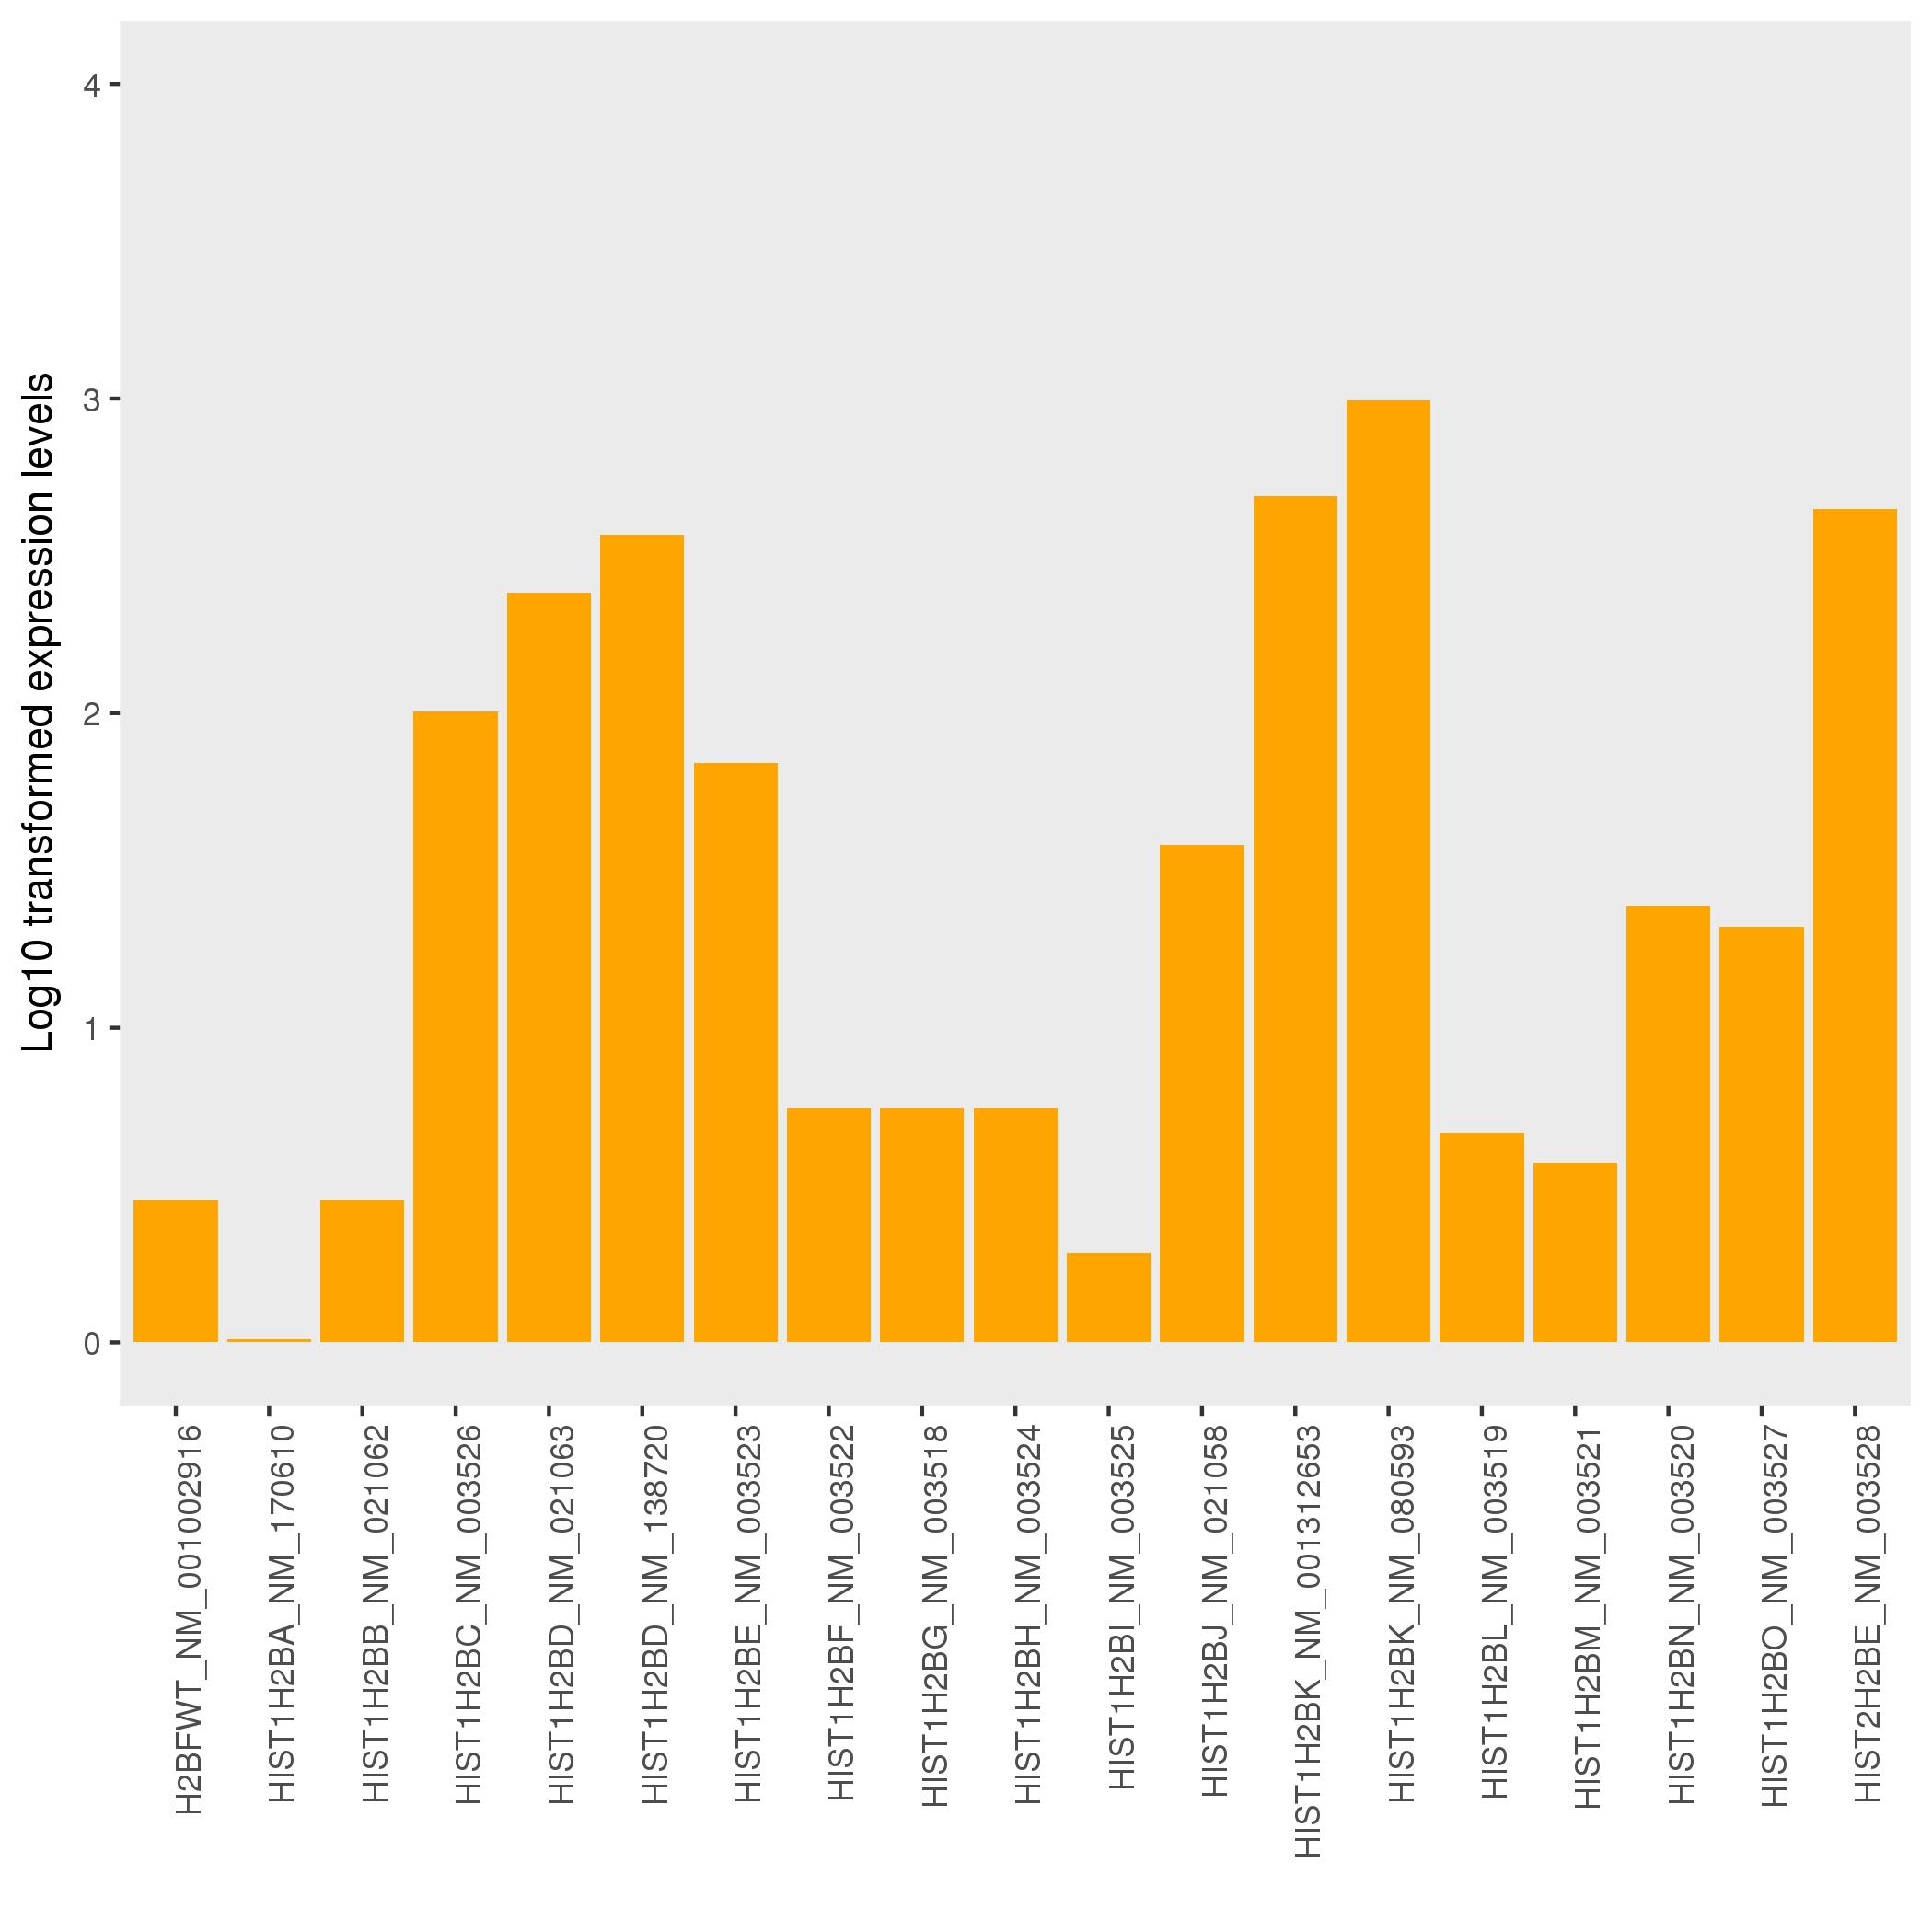 Log10 transformed expression levels
4
3
2
1
0
H2BFWT_NM_001002916
HIST1H2BA_NM_170610
HIST1H2BB_NM_021062
HIST1H2BC_NM_003526
HIST1H2BD_NM_021063
HIST1H2BD_NM_138720
HIST1H2BE_NM_003523
HIST1H2BF_NM_003522
HIST1H2BG_NM_003518
HIST1H2BH_NM_003524
HIST1H2BI_NM_003525
HIST1H2BJ_NM_021058
HIST1H2BK_NM_001312653
HIST1H2BK_NM_080593
HIST1H2BL_NM_003519
HIST1H2BM_NM_003521
HIST1H2BN_NM_003520
HIST1H2BO_NM_003527
HIST2H2BE_NM_003528